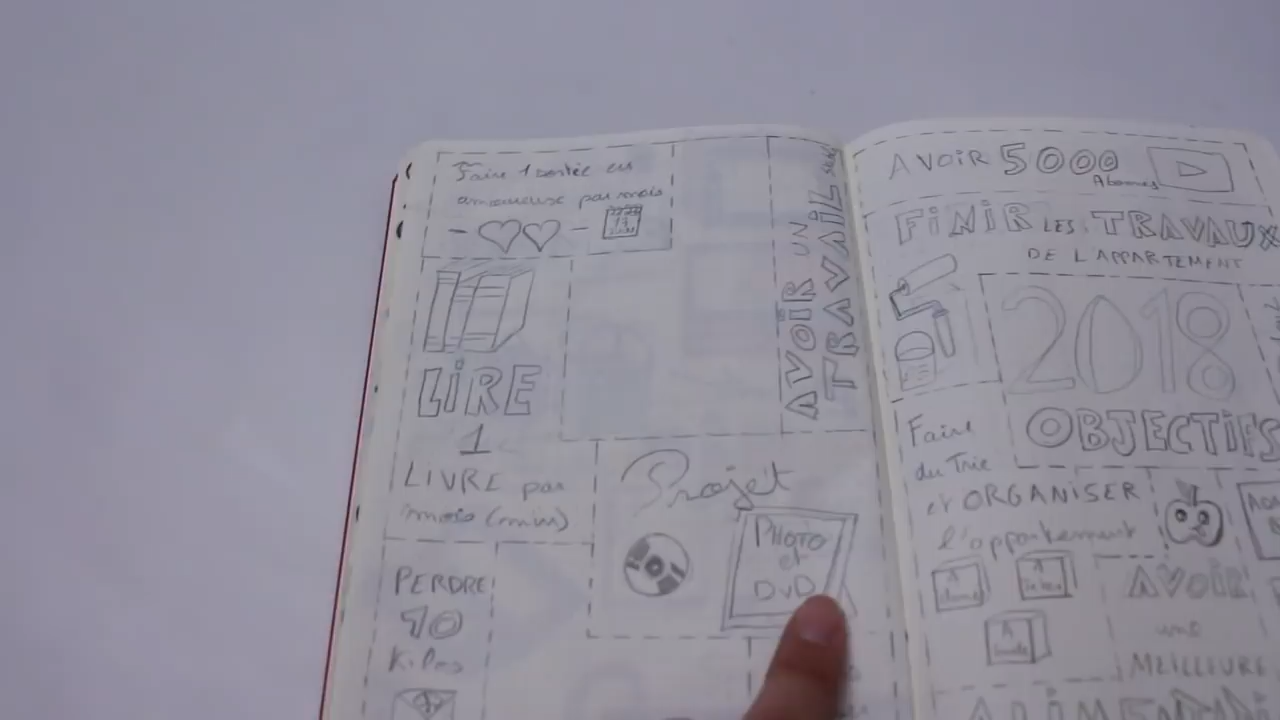 Faire 1 sortie en
amoureuse par mois
LiRE
1
LIVRE par
mois (mini)
PERDRE
10
Kilos
AVOIR UN
TRAVAIL
Projet
PHOTO
et
DVD
AVOIR 5000
Abonnés
FiNiR LES TRAVAUX
DE L'APPARTEMENT
2018
OBJECTiFS
Faire
du Trie
et ORGANISER
l'appartement
A
A
A
AVOIR
une
MEILLEURE